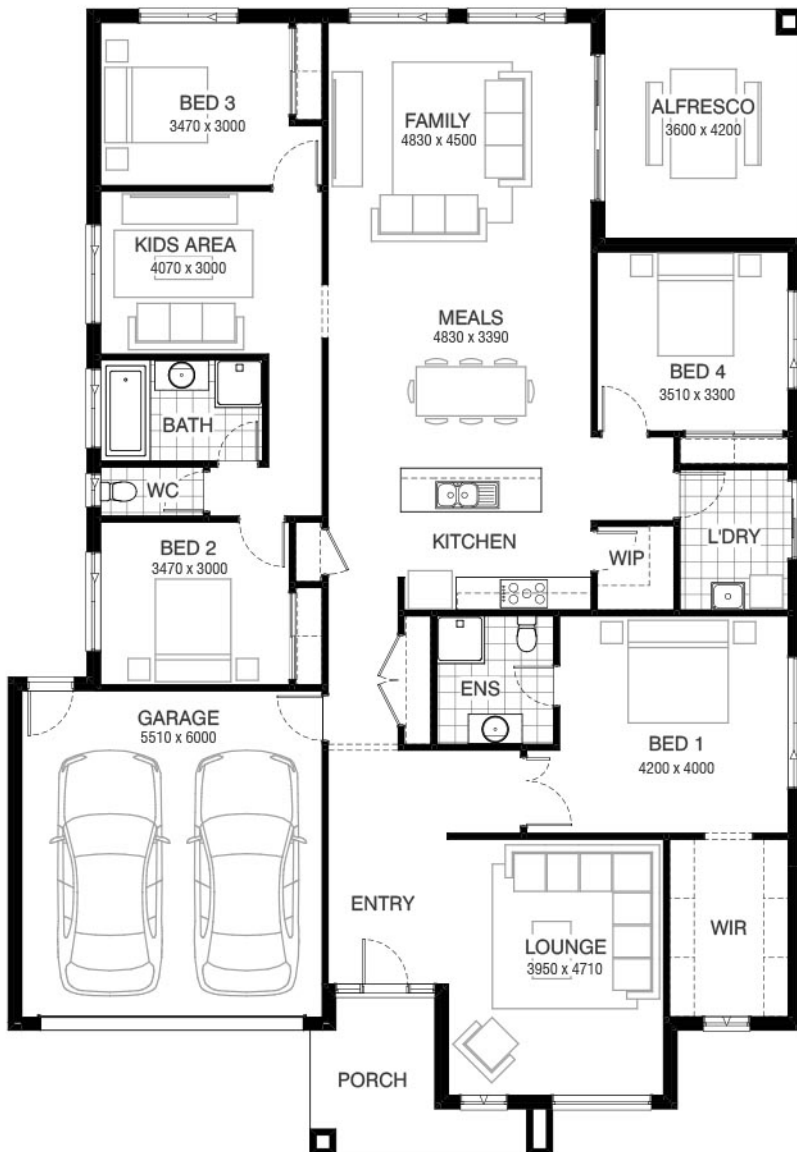 BED 3
3470 x 3000
FAMILY
4830 x 4500
ALFRESCO
3600 x 4200
KIDS AREA
4070 x 3000
MEALS
4830 x 3390
BED 4
3510 x 3300
BATH
WC
KITCHEN
WIP
L'DRY
BED 2
3470 x 3000
ENS
GARAGE
5510 x 6000
BED 1
4200 x 4000
ENTRY
LOUNGE
3950 x 4710
WIR
PORCH